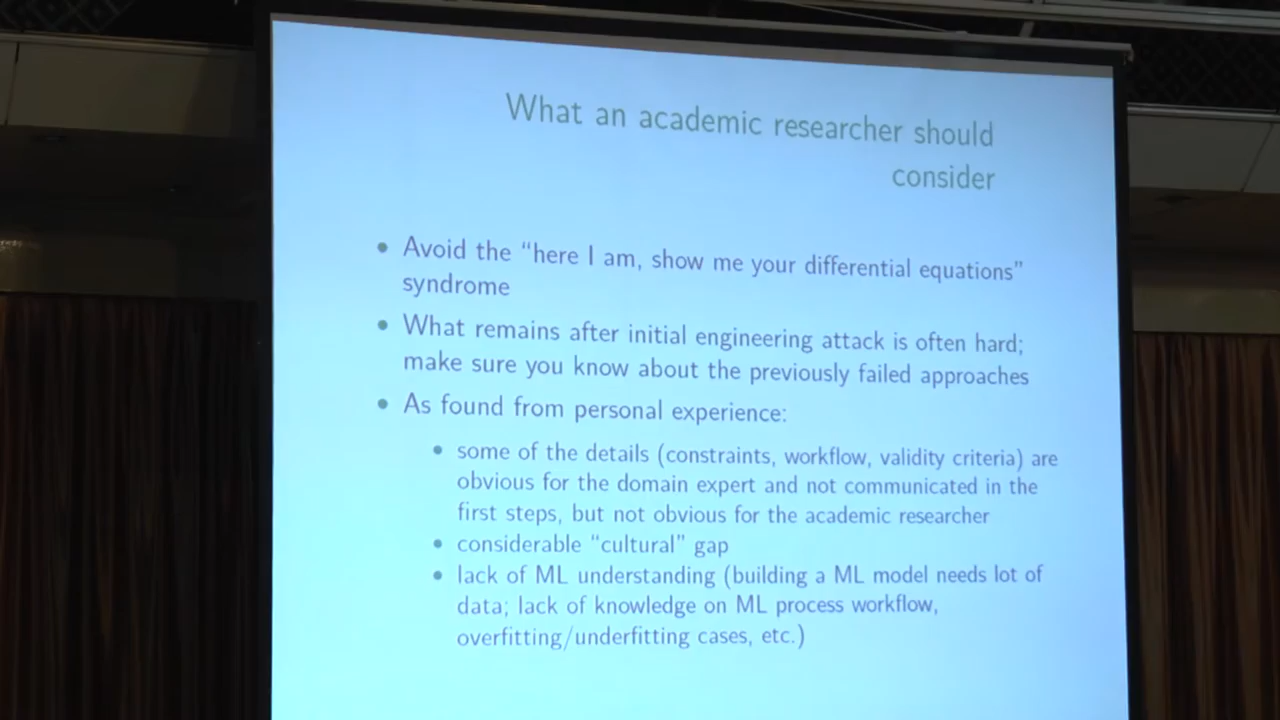 What an academic researcher should
consider
• Avoid the “here I am, show me your differential equations”
syndrome
• What remains after initial engineering attack is often hard;
make sure you know about the previously failed approaches
• As found from personal experience:
• some of the details (constraints, workflow, validity criteria) are
obvious for the domain expert and not communicated in the
first steps, but not obvious for the academic researcher
• considerable “cultural” gap
• lack of ML understanding (building a ML model needs lot of
data; lack of knowledge on ML process workflow,
overfitting/underfitting cases, etc.)